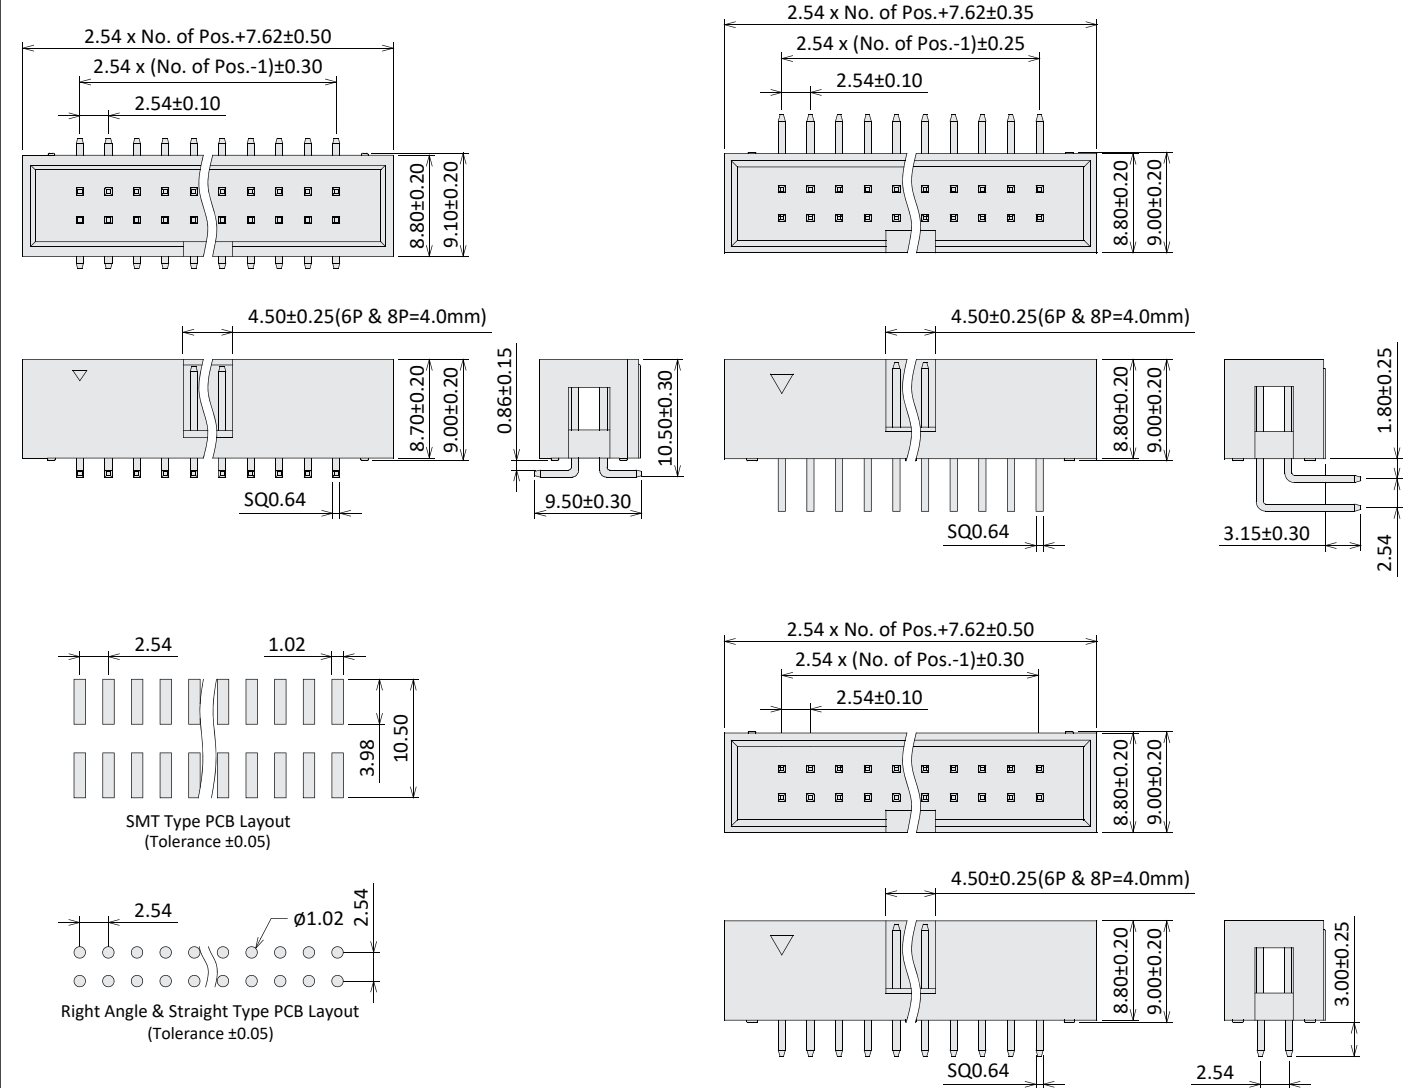 2.54 x No. of Pos.+7.62±0.50
2.54 x (No. of Pos.-1)±0.30
2.54±0.10
8.80±0.20
9.10±0.20
2.54 x No. of Pos.+7.62±0.35
2.54 x (No. of Pos.-1)±0.25
2.54±0.10
8.80±0.20
9.00±0.20
4.50±0.25(6P & 8P=4.0mm)
8.70±0.20
9.00±0.20
SQ0.64
0.86±0.15
10.50±0.30
9.50±0.30
4.50±0.25(6P & 8P=4.0mm)
8.80±0.20
9.00±0.20
SQ0.64
1.80±0.25
3.15±0.30
2.54
2.54
1.02
3.98
10.50
SMT Type PCB Layout
(Tolerance ±0.05)
2.54 x No. of Pos.+7.62±0.50
2.54 x (No. of Pos.-1)±0.30
2.54±0.10
8.80±0.20
9.00±0.20
2.54
ø1.02
2.54
Right Angle & Straight Type PCB Layout
(Tolerance ±0.05)
4.50±0.25(6P & 8P=4.0mm)
8.80±0.20
9.00±0.20
SQ0.64
3.00±0.25
2.54